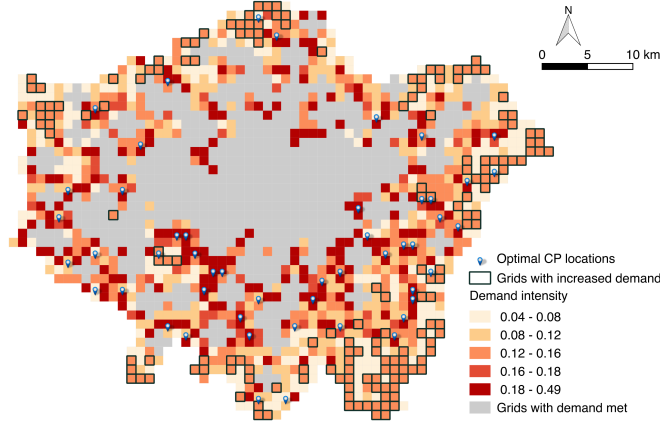 N
0 5 10 km
Optimal CP locations
Grids with increased demand
Demand intensity
0.04 - 0.08
0.08 - 0.12
0.12 - 0.16
0.16 - 0.18
0.18 - 0.49
Grids with demand met